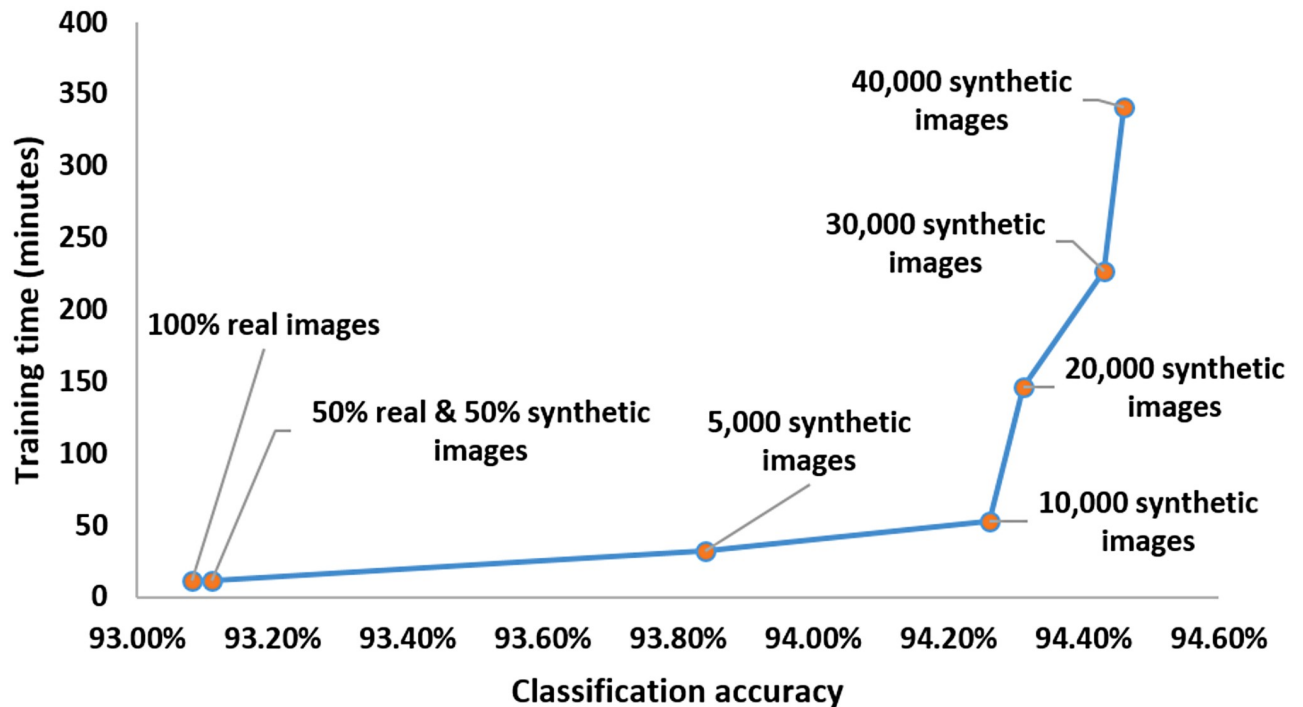 400
350
300
250
200
150
100
50
0
Training time (minutes)
40,000 synthetic
images
30,000 synthetic
images
100% real images
20,000 synthetic
images
50% real & 50% synthetic
images
5,000 synthetic
images
10,000 synthetic
images
93.00% 93.20% 93.40% 93.60% 93.80% 94.00% 94.20% 94.40% 94.60%
Classification accuracy